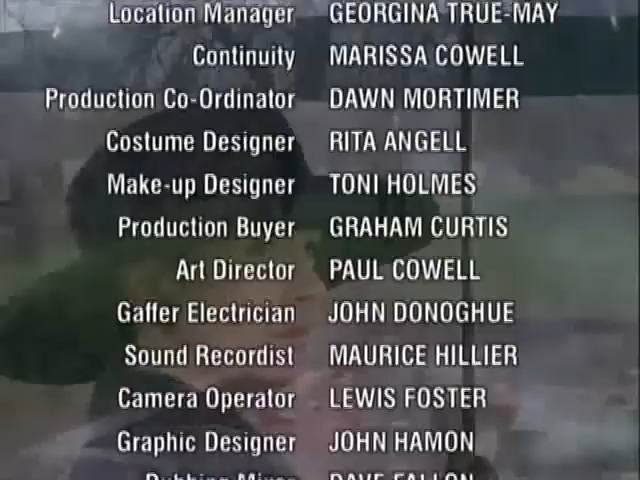 Location Manager GEORGINA TRUE-MAY
Continuity MARISSA COWELL
Production Co-Ordinator DAWN MORTIMER
Costume Designer RITA ANGELL
Make-up Designer TONI HOLMES
Production Buyer GRAHAM CURTIS
Art Director PAUL COWELL
Gaffer Electrician JOHN DONOGHUE
Sound Recordist MAURICE HILLIER
Camera Operator LEWIS FOSTER
Graphic Designer JOHN HAMON
Dubbing Mixer DAVE FALLON